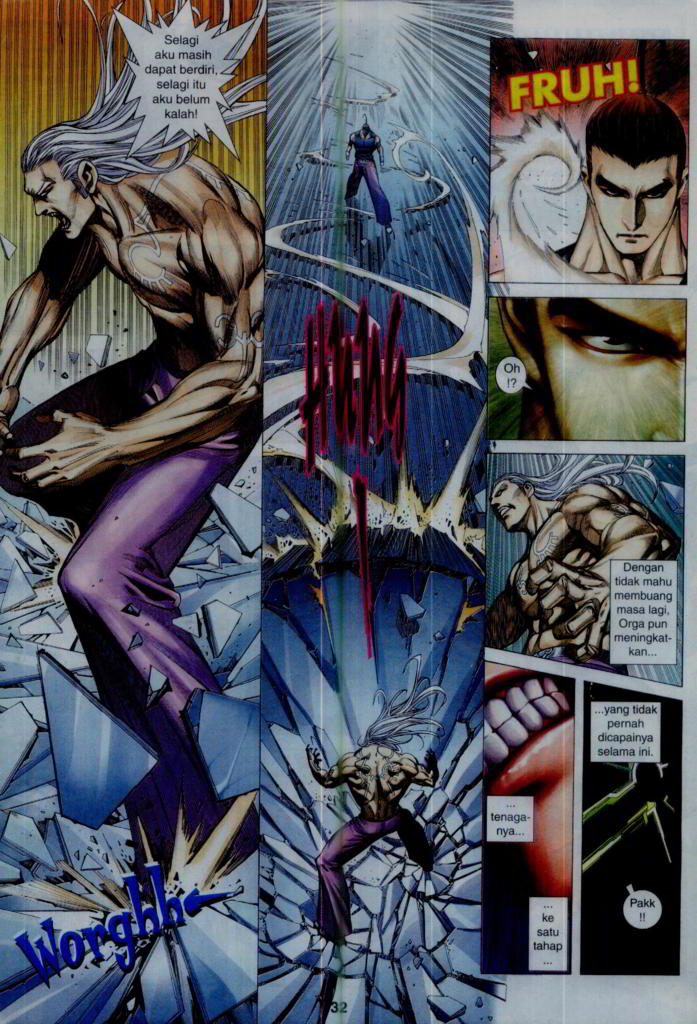 Selagi
aku masih
dapat berdiri,
selagi itu
aku belum
kalah!
Worghh
FRUH!
Oh
!?
Dengan
tidak mahu
membuang
masa lagi,
Orga pun
meningkat-
kan...
...
tenaga-
nya...
...
ke
satu
tahap
...
...yang tidak
pernah
dicapainya
selama ini.
Pakk
!!
32